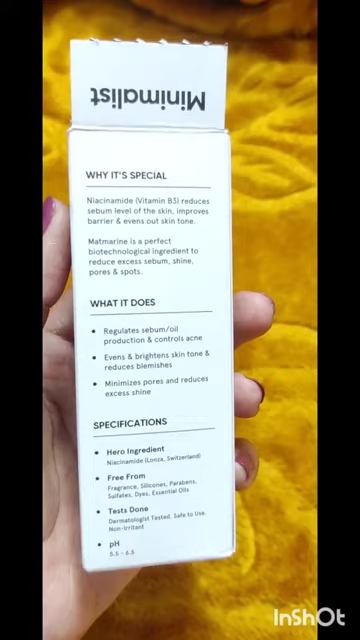 Minimalist
WHY IT'S SPECIAL
Niacinamide (Vitamin B3) reduces
sebum level of the skin, improves
barrier & evens out skin tone.
Matmarine is a perfect
biotechnological ingredient to
reduce excess sebum, shine,
pores & spots.
WHAT IT DOES
• Regulates sebum/oil
production & controls acne
• Evens & brightens skin tone &
reduces blemishes
• Minimizes pores and reduces
excess shine
SPECIFICATIONS
• Hero Ingredient
Niacinamide (Lonza, Switzerland)
• Free From
Fragrance, Silicones, Parabens,
Sulfates, Dyes, Essential Oils
• Tests Done
Dermatologist Tested, Safe to Use,
Non-Irritant
• pH
5.5 - 6.5
InShOt